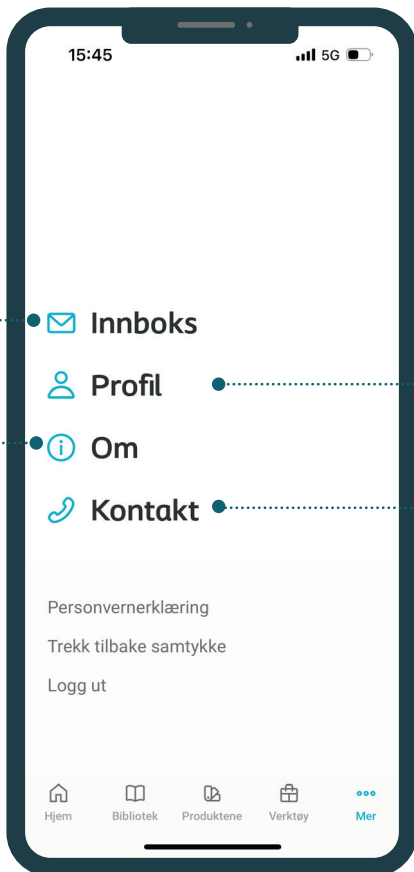 15:45
5G
Innboks
Profil
Om
Kontakt
Personvernerklæring
Trekk tilbake samtykke
Logg ut
Hjem Bibliotek Produktene Verktøy Mer